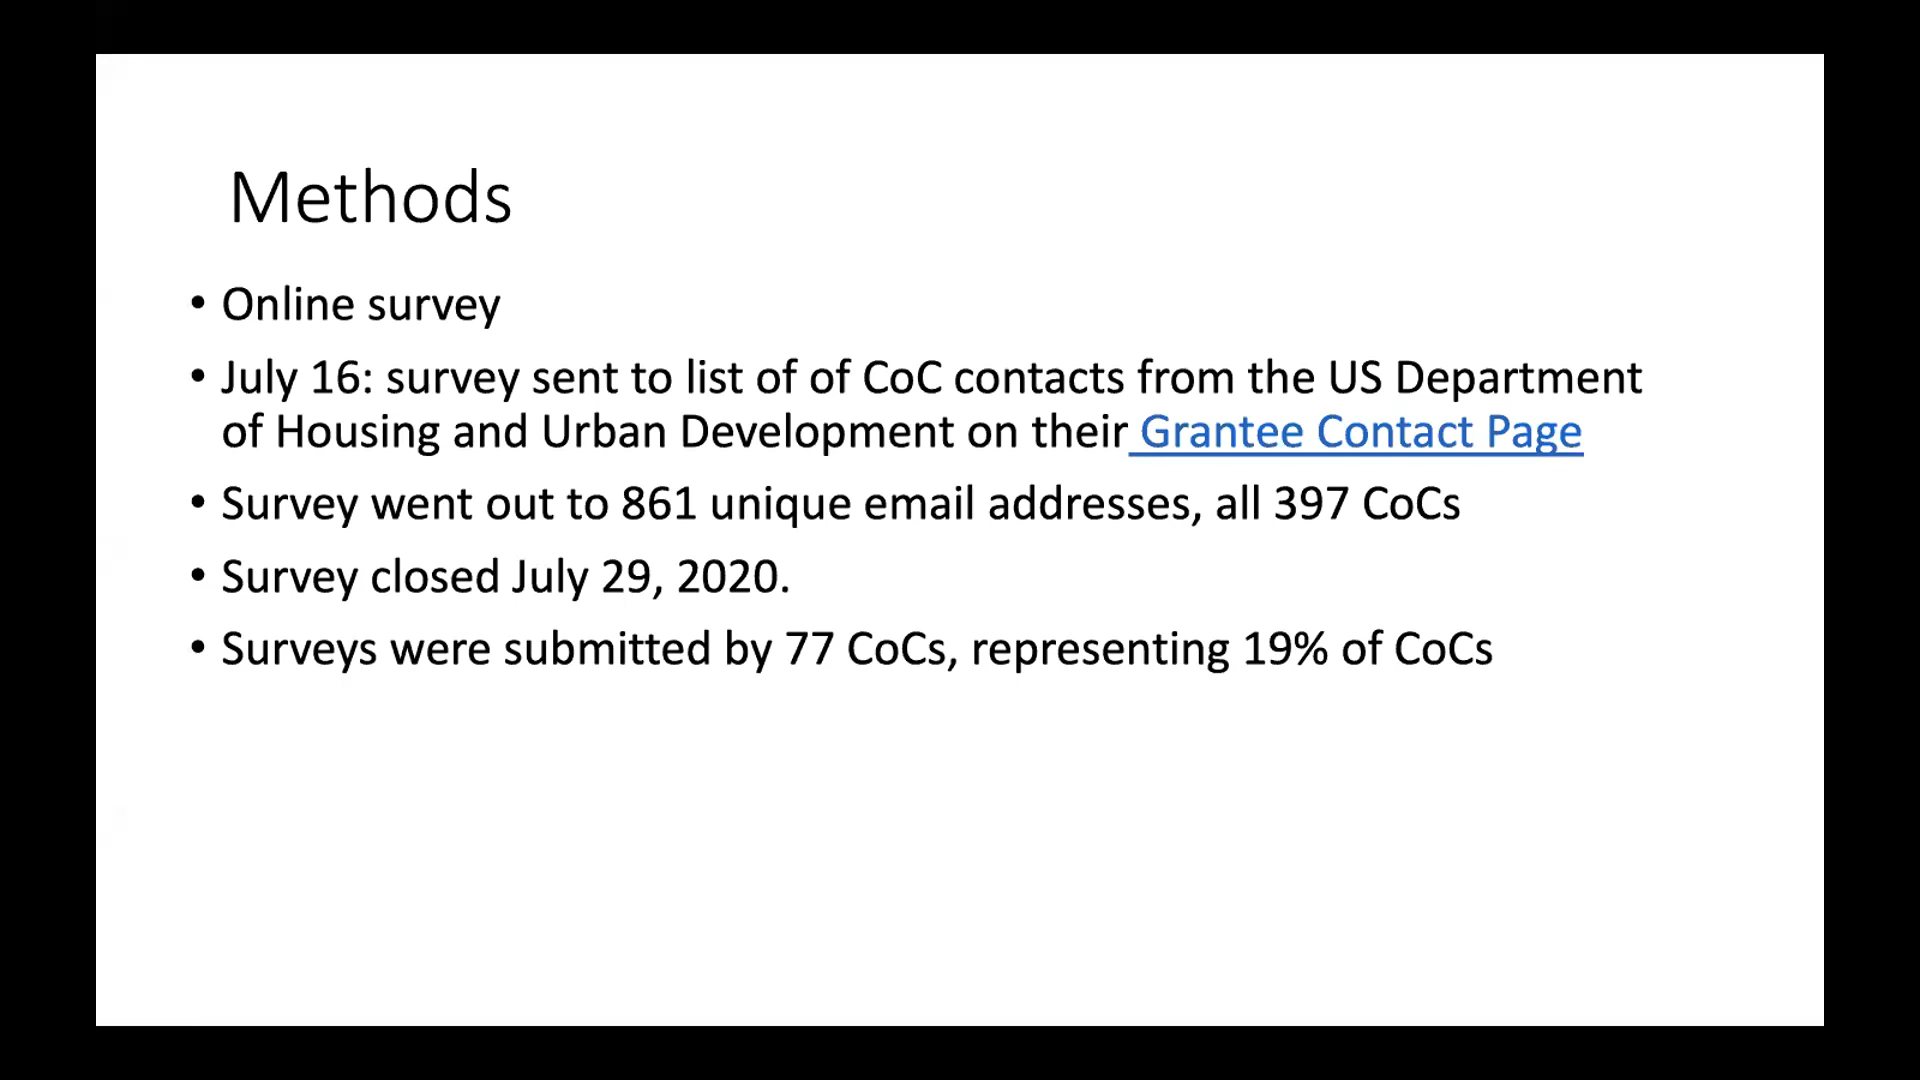 Methods
• Online survey
• July 16: survey sent to list of of CoC contacts from the US Department
of Housing and Urban Development on their Grantee Contact Page
• Survey went out to 861 unique email addresses, all 397 CoCs
• Survey closed July 29, 2020.
• Surveys were submitted by 77 CoCs, representing 19% of CoCs